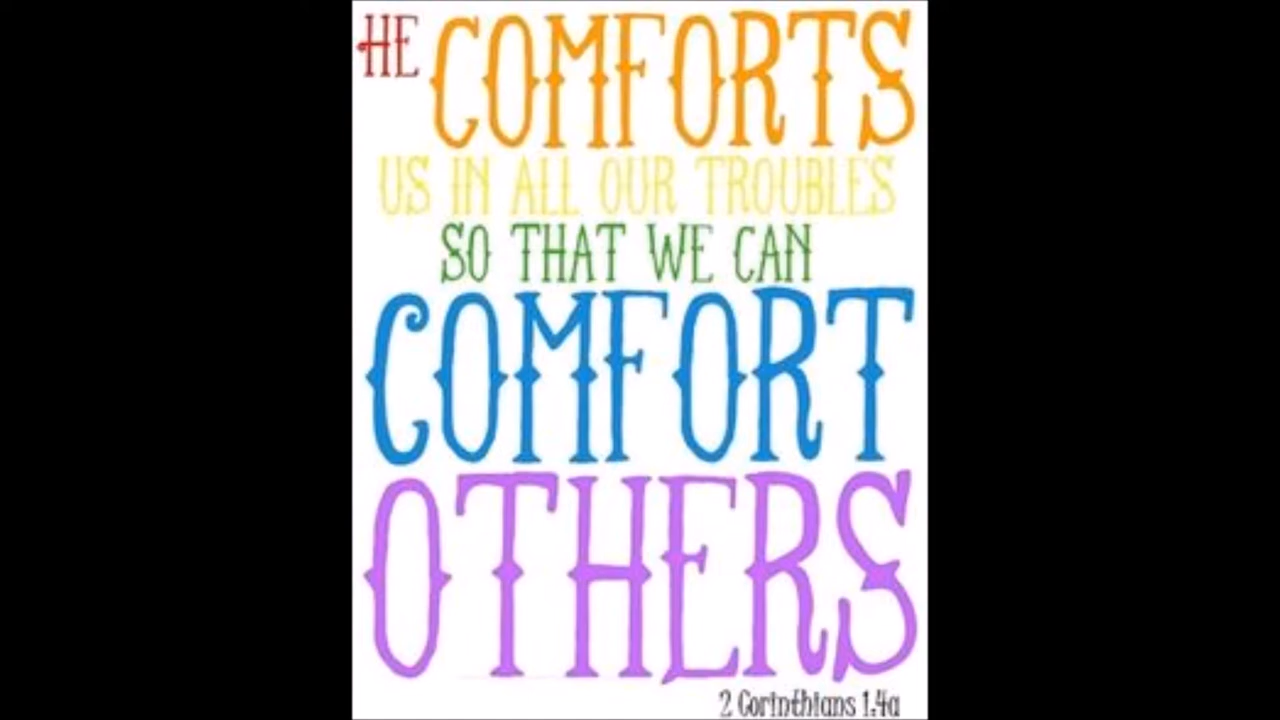 HE COMFORTS
US IN ALL OUR TROUBLES
SO THAT WE CAN
COMFORT
OTHERS
2 Corinthians 1:4a